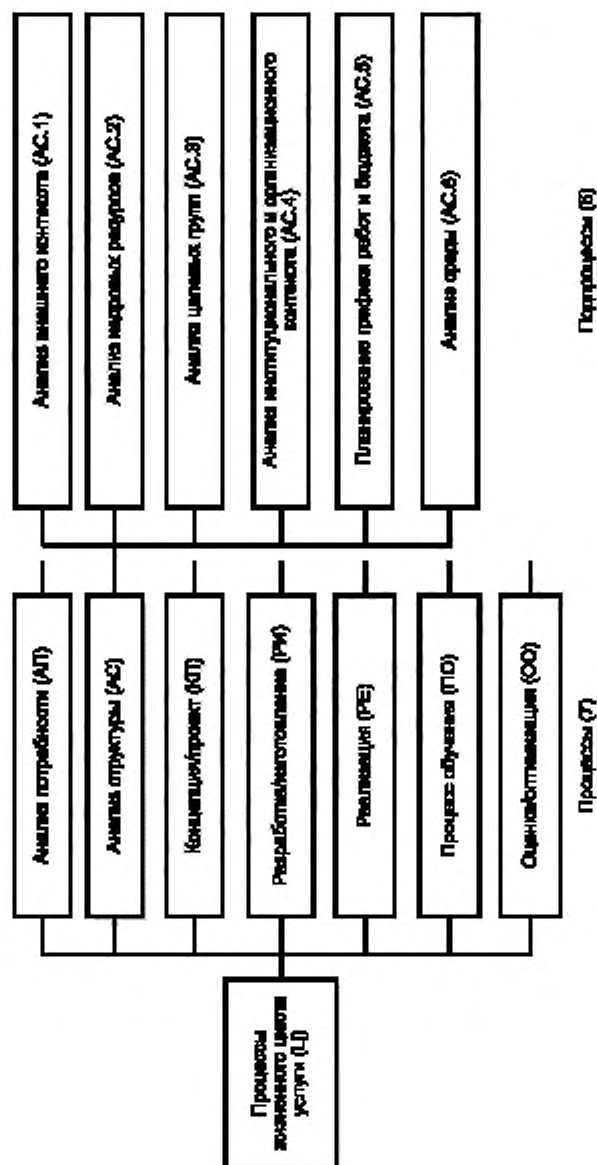 Процессы
жизненного цикла
услуги (Ц)
Анализ потребности (АП)
Анализ структуры (АС)
Концепция/проект (КП)
Разработка/изготовление (РИ)
Реализация (РЕ)
Процесс обучения (ПО)
Оценка/оптимизация (ОО)
Процессы (7)
Анализ внешнего контекста (АС.1)
Анализ кадровых ресурсов (АС.2)
Анализ целевых групп (АС.3)
Анализ институционального и организационного
контекста (АС.4)
Планирование графика работ и бюджета (АС.5)
Анализ среды (АС.6)
Подпроцессы (6)